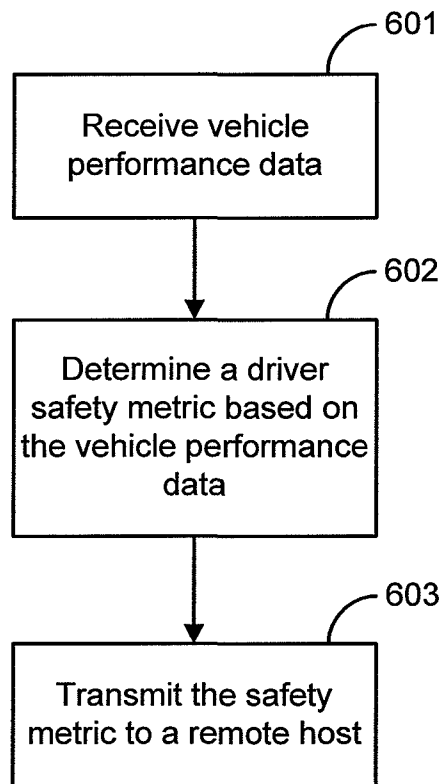 601
Receive vehicle
performance data
602
Determine a driver
safety metric based on
the vehicle performance
data
603
Transmit the safety
metric to a remote host